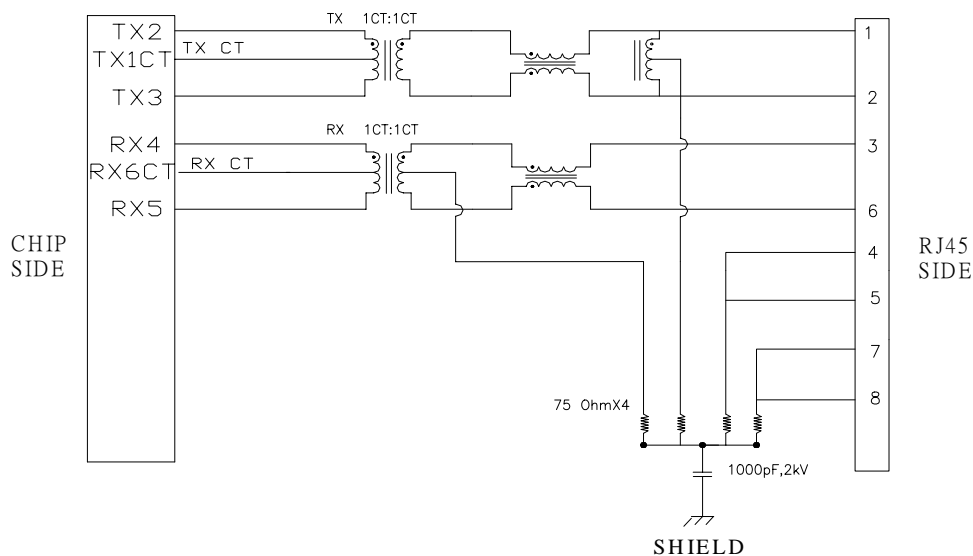 TX 1CT:1CT
TX2
TX CT
TX1CT
TX3
RX 1CT:1CT
RX4
RX CT
RX6CT
RX5
CHIP
SIDE
1
2
3
6
4
5
7
8
RJ45
SIDE
75 OhmX4
1000pF,2kV
SHIELD